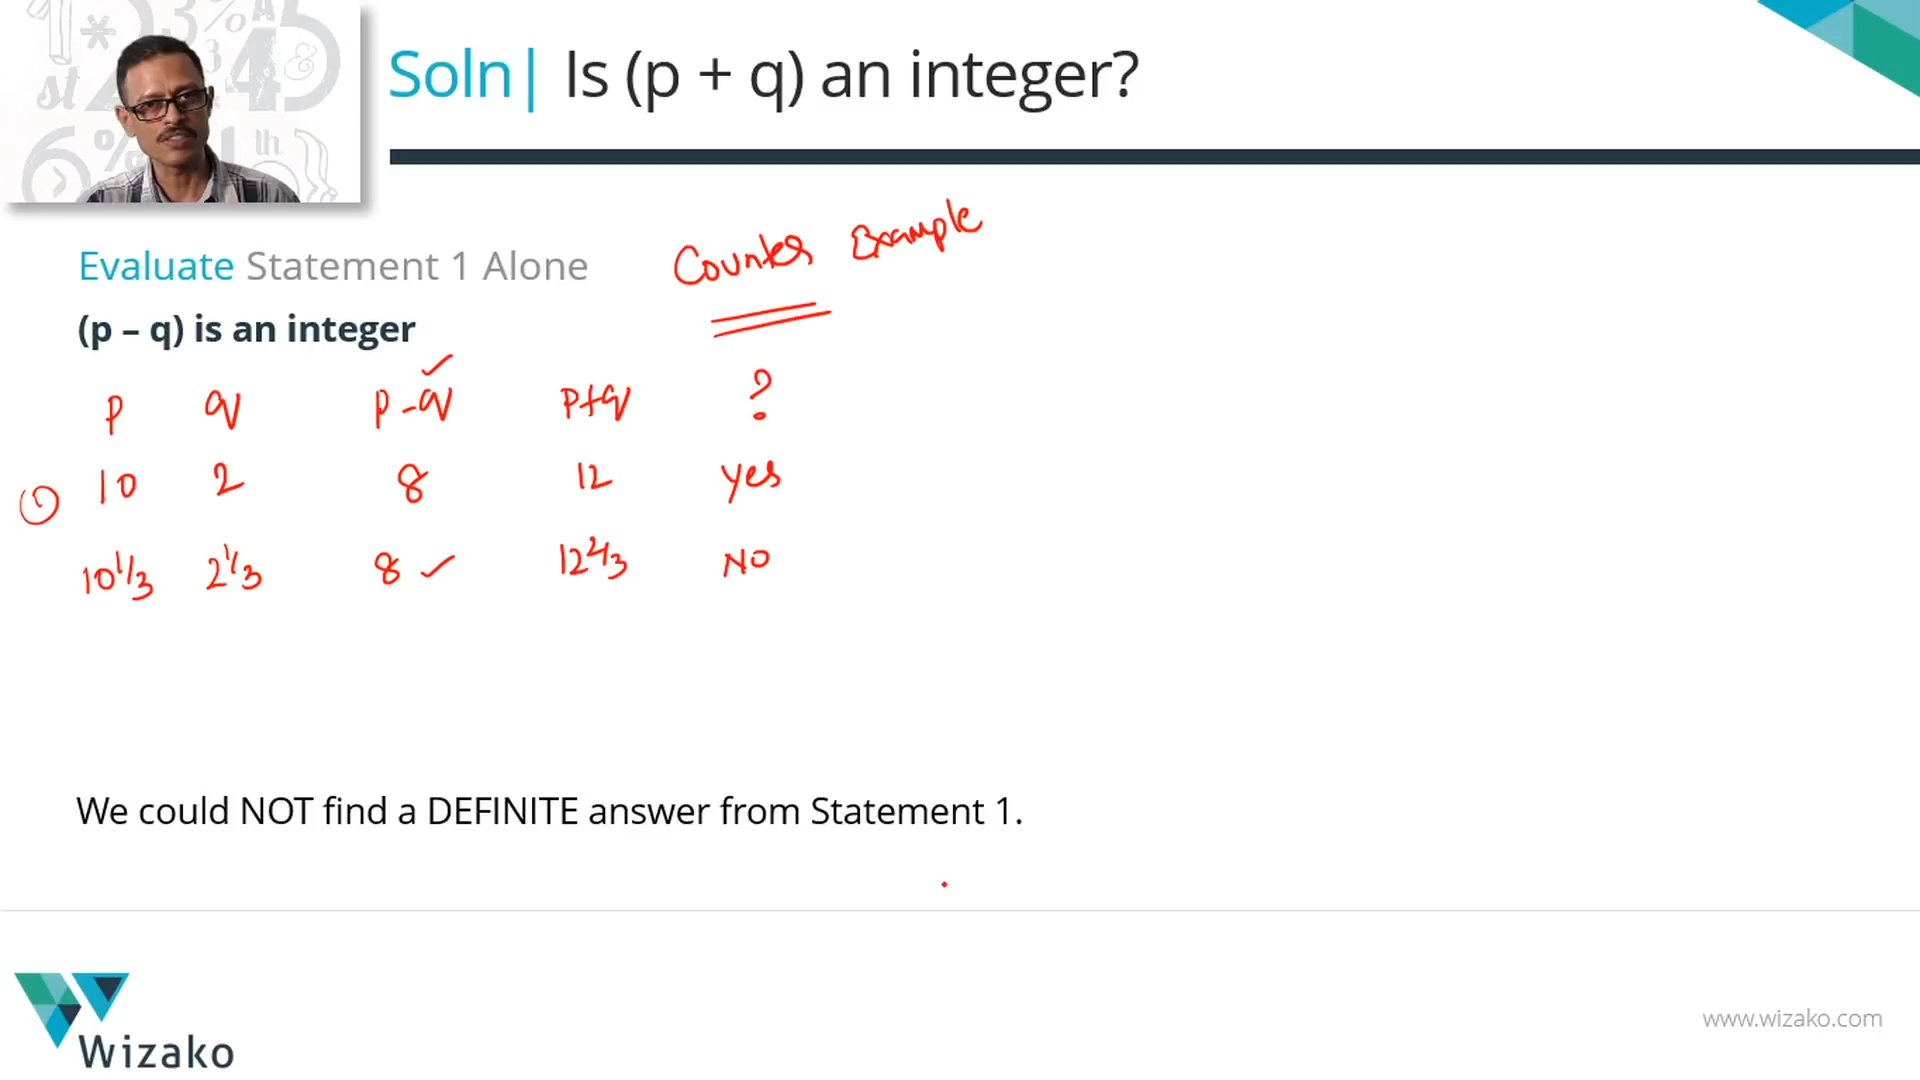 Soln| Is (p + q) an integer?
Counter Example
Evaluate Statement 1 Alone
(p – q) is an integer
p q p-q p+q ?
1 10 2 8 12 yes
10 1/3 2 1/3 8 12 2/3 NO
We could NOT find a DEFINITE answer from Statement 1.
Wizako
www.wizako.com